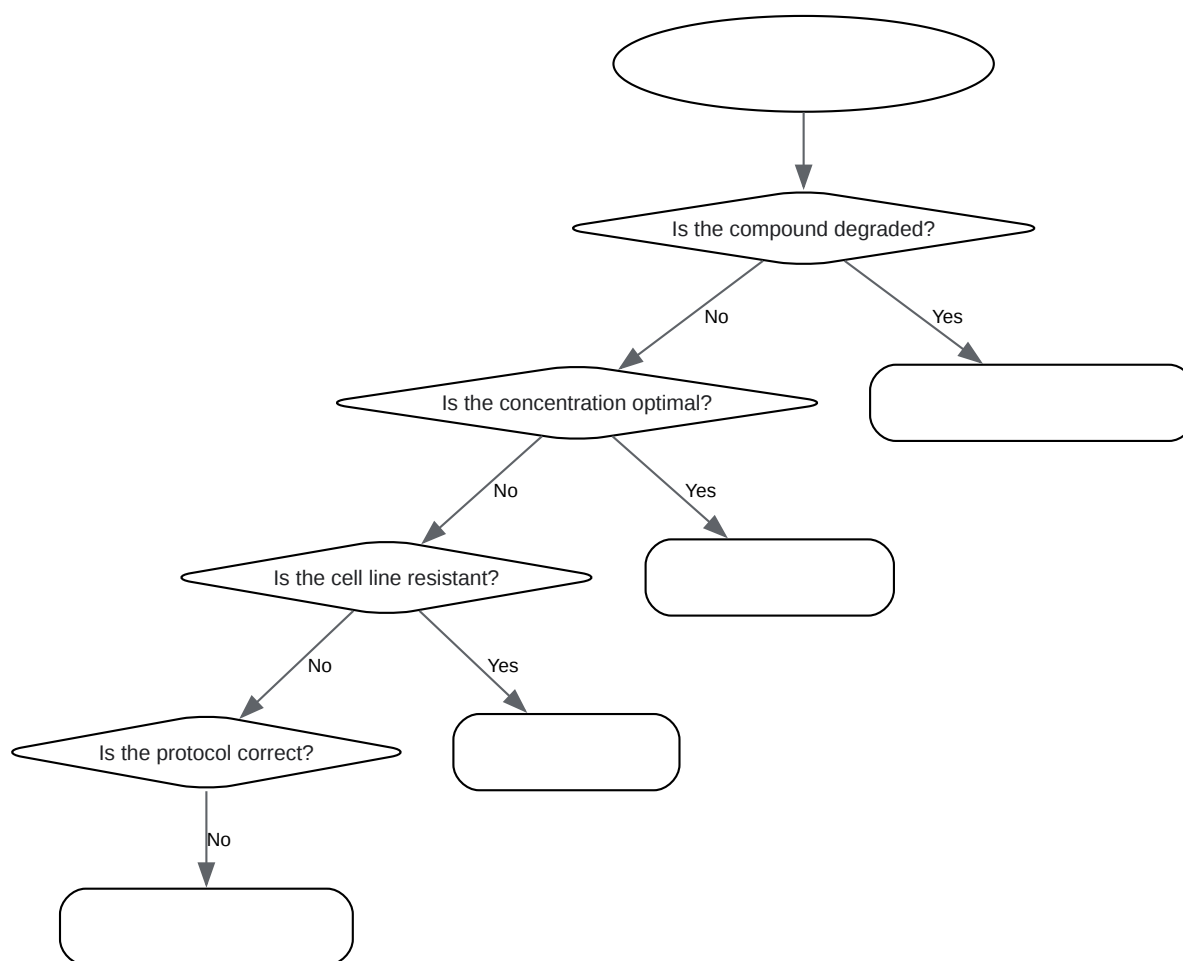 Is the compound degraded?
No
Yes
Is the concentration optimal?
No
Yes
Is the cell line resistant?
No
Yes
Is the protocol correct?
No